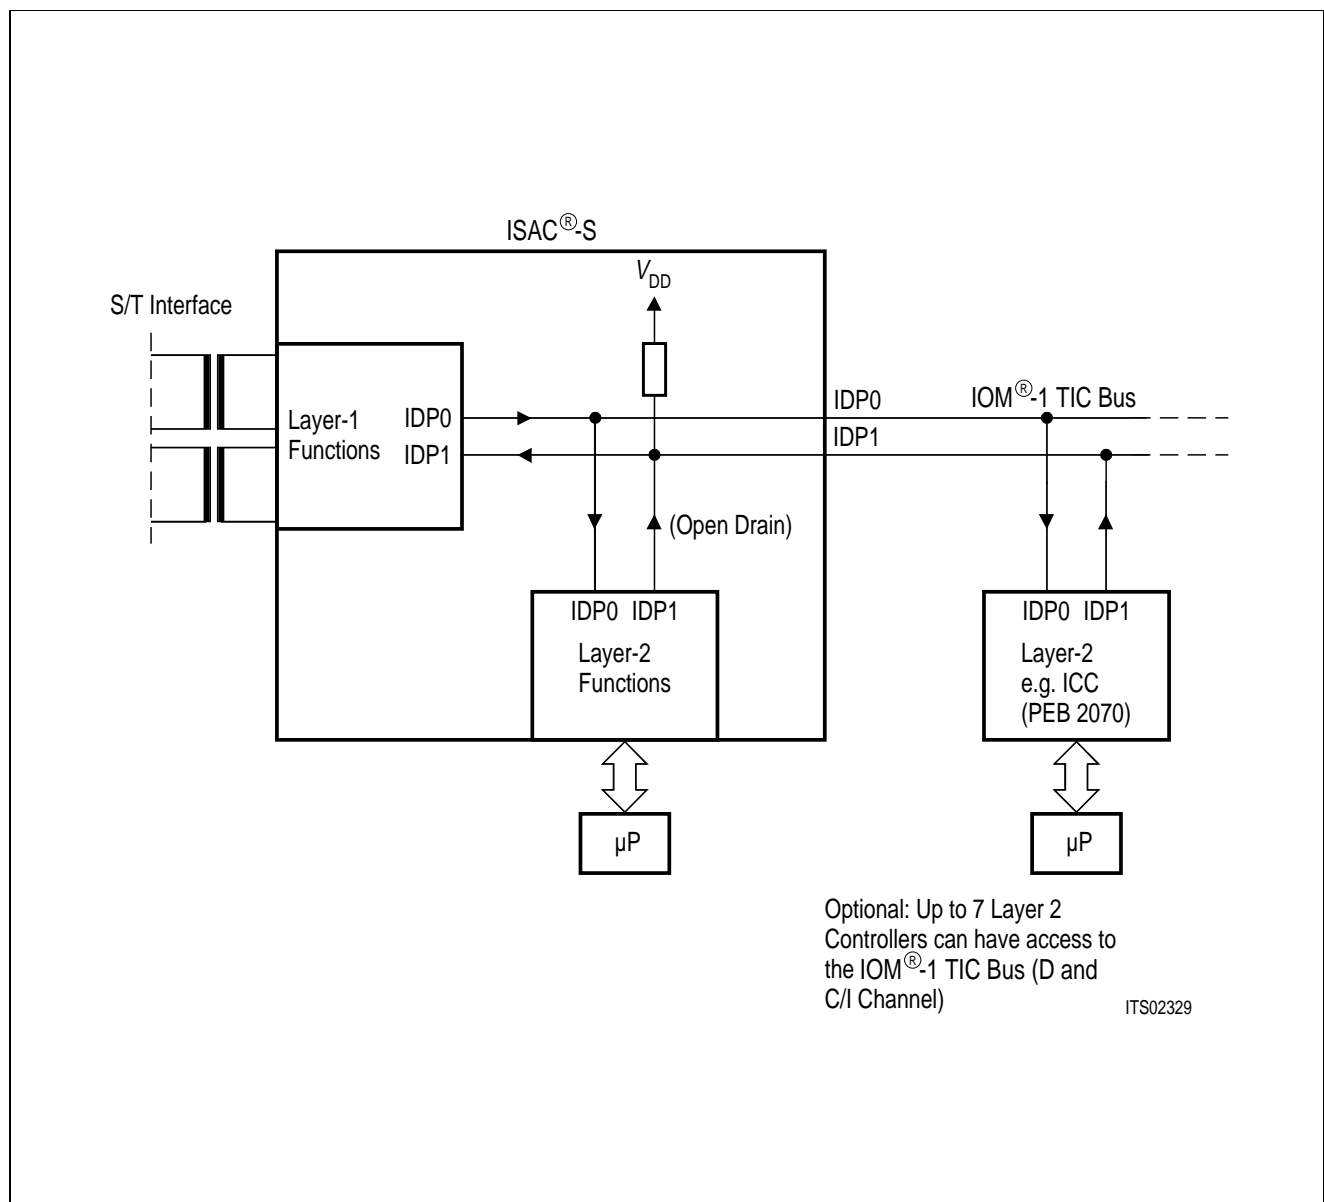 ISAC®-S
VDD
S/T Interface
IDP0
IOM®-1 TIC Bus
Layer-1
Functions
IDP0
IDP1
IDP1
(Open Drain)
IDP0 IDP1
Layer-2
Functions
IDP0 IDP1
Layer-2
e.g. ICC
(PEB 2070)
µP
µP
Optional: Up to 7 Layer 2
Controllers can have access to
the IOM®-1 TIC Bus (D and
C/I Channel)
ITS02329